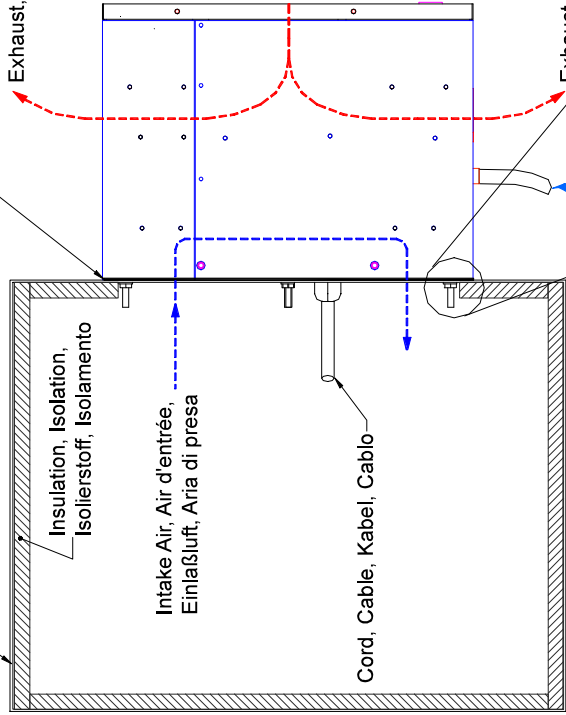 Exhaust,
Insulation, Isolation,
Isolierstoff, Isolamento
Intake Air, Air d'entrée,
Einlaßluft, Aria di presa
Cord, Cable, Kabel, Cablo
Exhaust